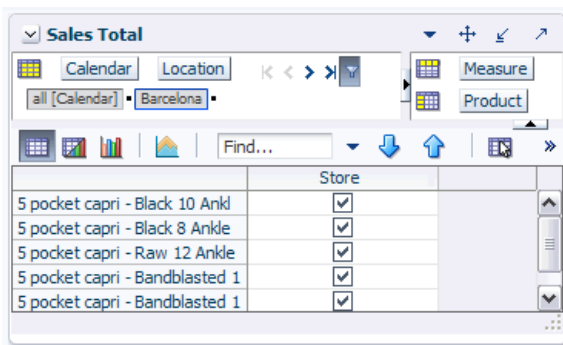 Sales Total
Calendar Location Measure
all [Calendar] Barcelona Product
Find...
Store
5 pocket capri - Black 10 Ankl
5 pocket capri - Black 8 Ankle
5 pocket capri - Raw 12 Ankle
5 pocket capri - Bandblasted 1
5 pocket capri - Bandblasted 1